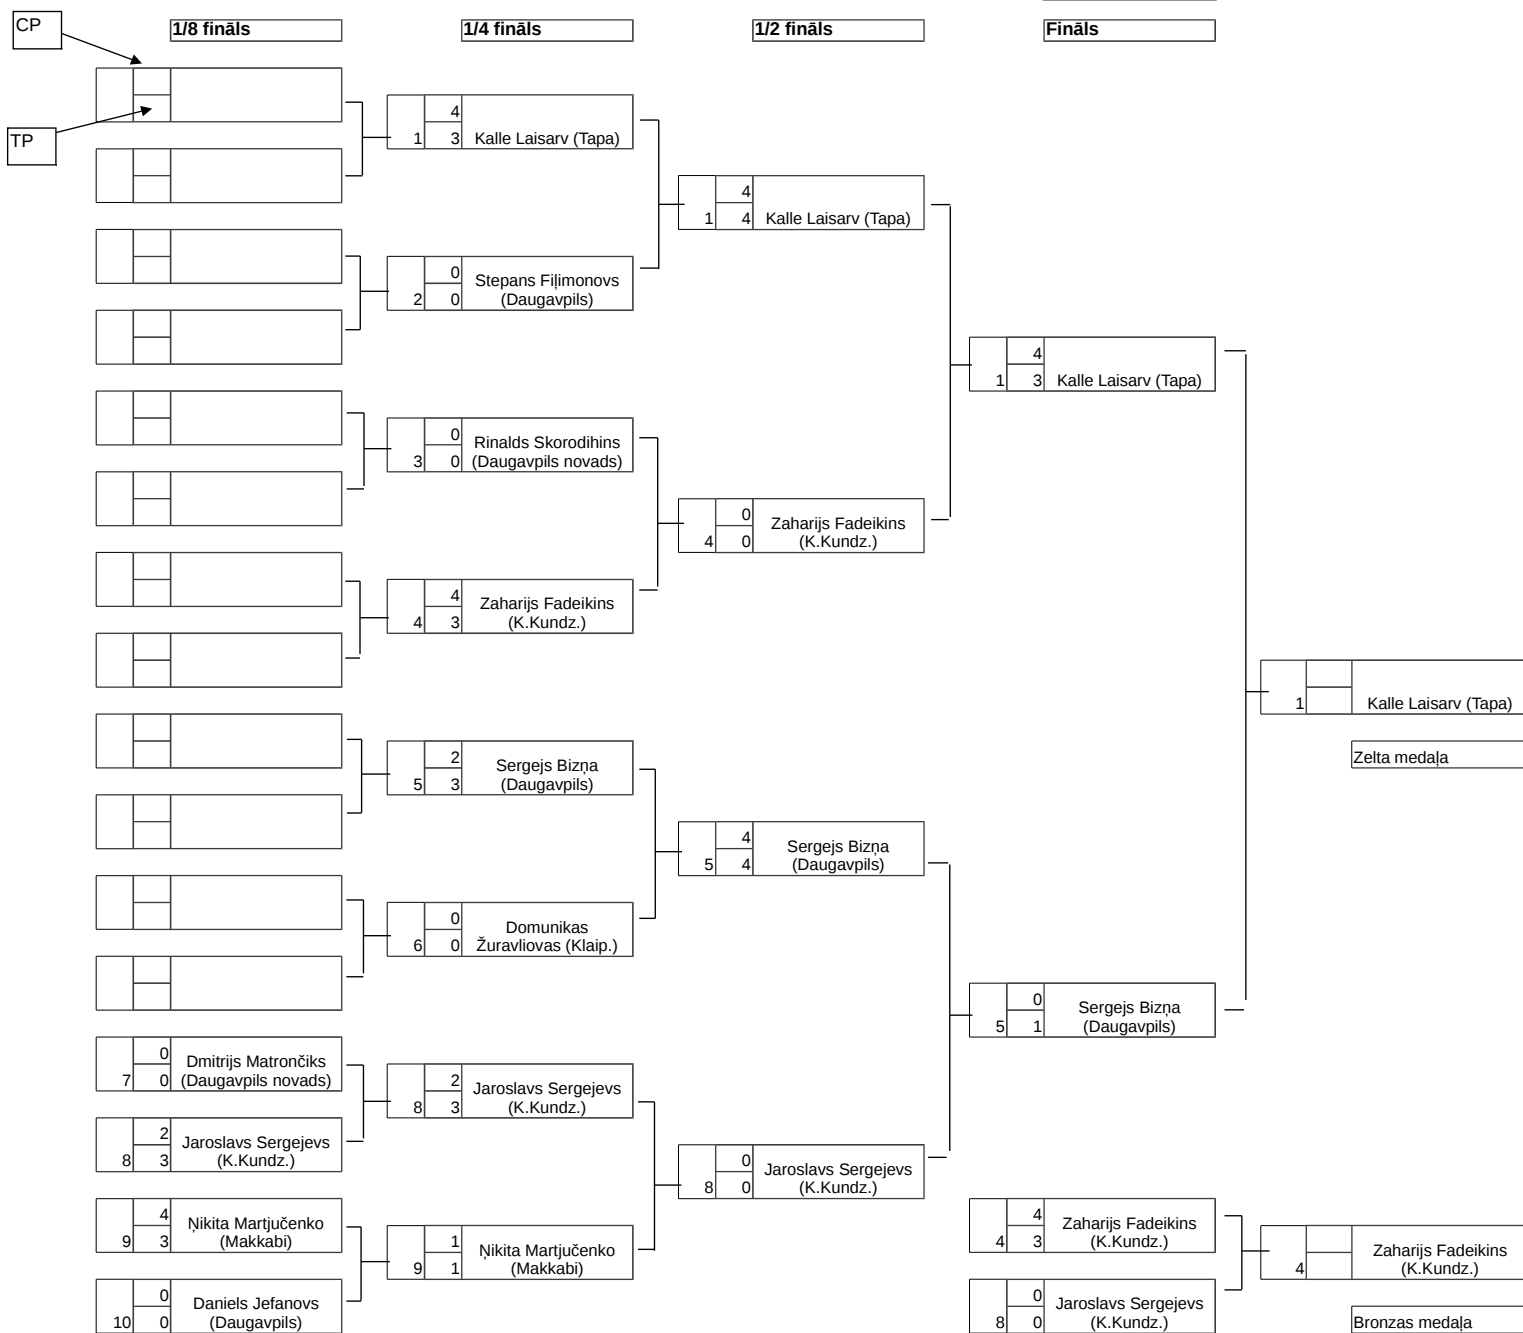 CP
1/8 fināls
1/4 fināls
1/2 fināls
Fināls
TP
4
1 3 Kalle Laisarv (Tapa)
4
1 4 Kalle Laisarv (Tapa)
0
2 0
Stepans Fiļimonovs
(Daugavpils)
4
1 3 Kalle Laisarv (Tapa)
0
3 0
Rinalds Skorodihins
(Daugavpils novads)
0
4 0
Zaharijs Fadeikins
(K.Kundz.)
4
4 3
Zaharijs Fadeikins
(K.Kundz.)
1 Kalle Laisarv (Tapa)
Zelta medaļa
2
5 3
Sergejs Bizņa
(Daugavpils)
4
5 4
Sergejs Bizņa
(Daugavpils)
0
6 0
Domunikas
Žuravliovas (Klaip.)
0
5 1
Sergejs Bizņa
(Daugavpils)
0
7 0
Dmitrijs Matrončiks
(Daugavpils novads)
2
8 3
Jaroslavs Sergejevs
(K.Kundz.)
2
8 3
Jaroslavs Sergejevs
(K.Kundz.)
0
8 0
Jaroslavs Sergejevs
(K.Kundz.)
4
9 3
Ņikita Martjučenko
(Makkabi)
1
9 1
Ņikita Martjučenko
(Makkabi)
4
4 3
Zaharijs Fadeikins
(K.Kundz.)
4
Zaharijs Fadeikins
(K.Kundz.)
0
10 0
Daniels Jefanovs
(Daugavpils)
0
8 0
Jaroslavs Sergejevs
(K.Kundz.)
Bronzas medaļa